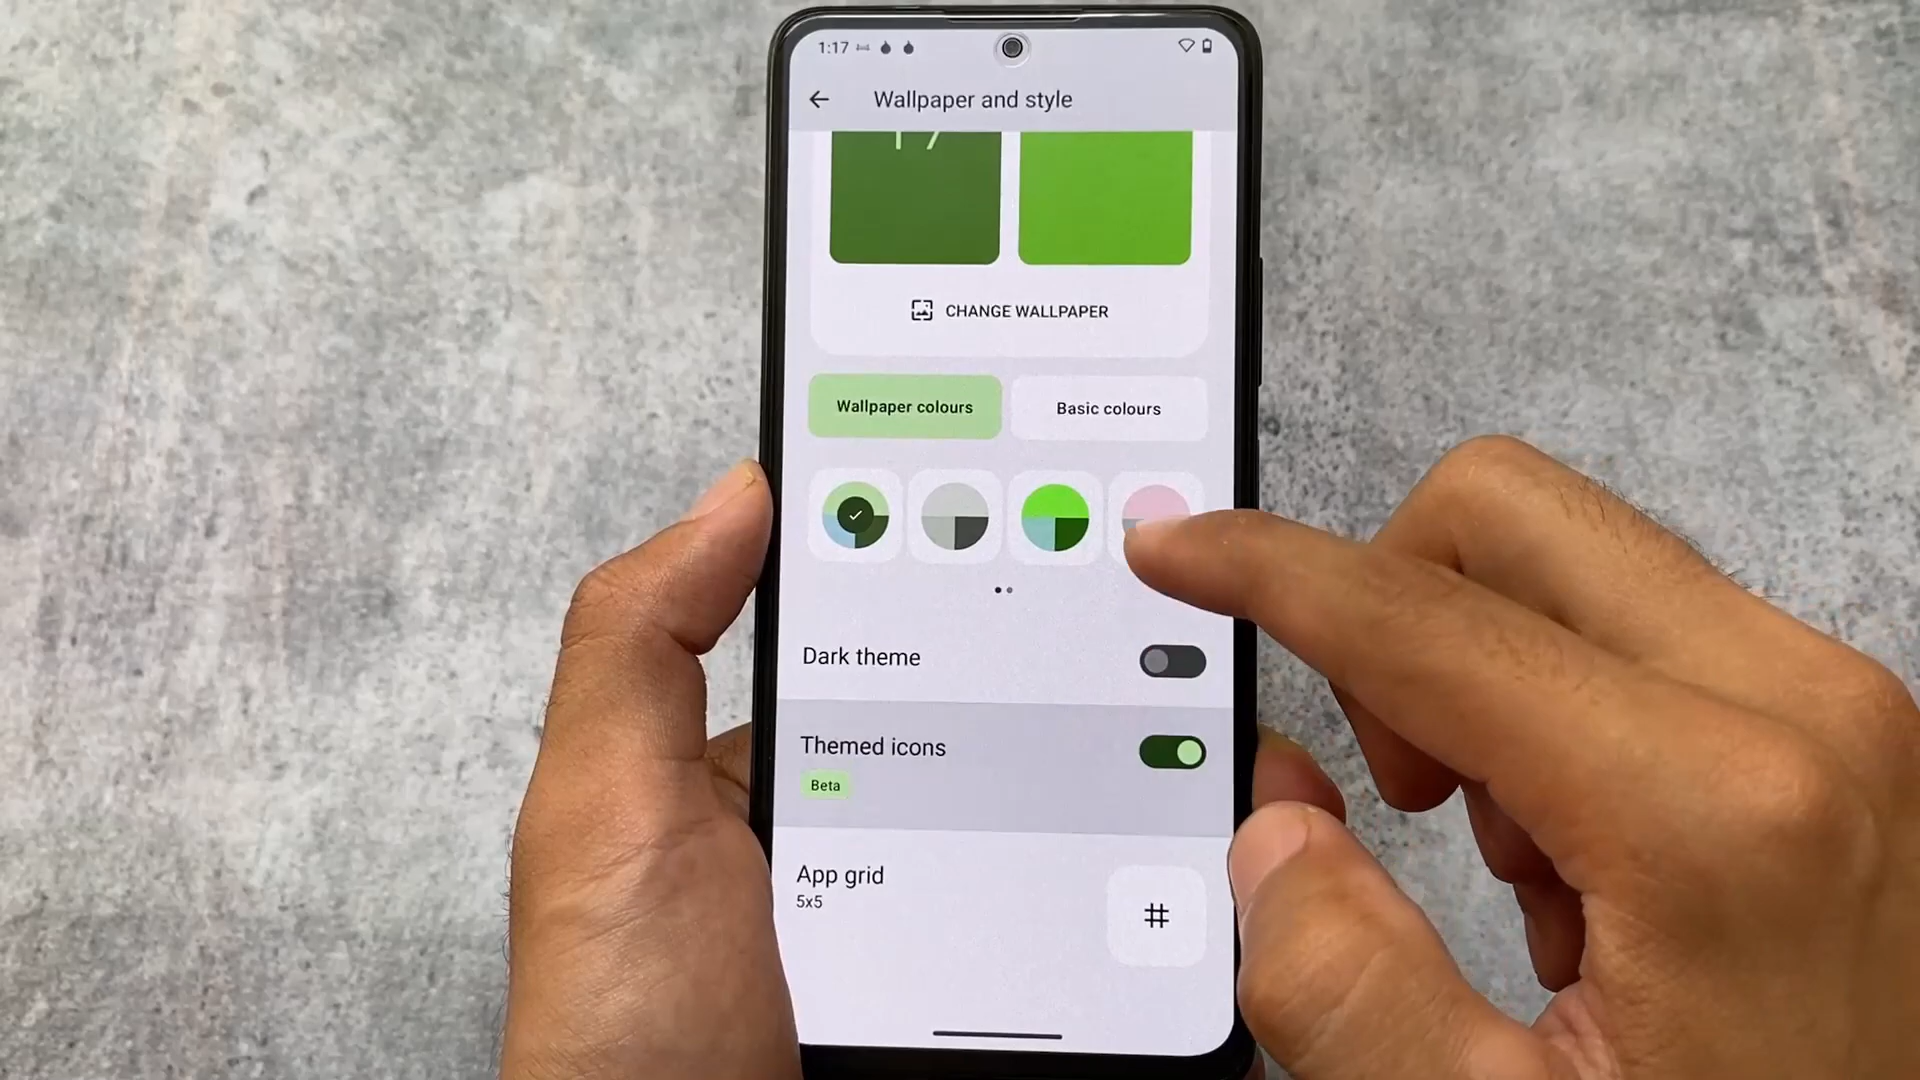 1:17
Wallpaper and style
17
CHANGE WALLPAPER
Wallpaper colours
Basic colours
Dark theme
Themed icons
Beta
App grid
5x5